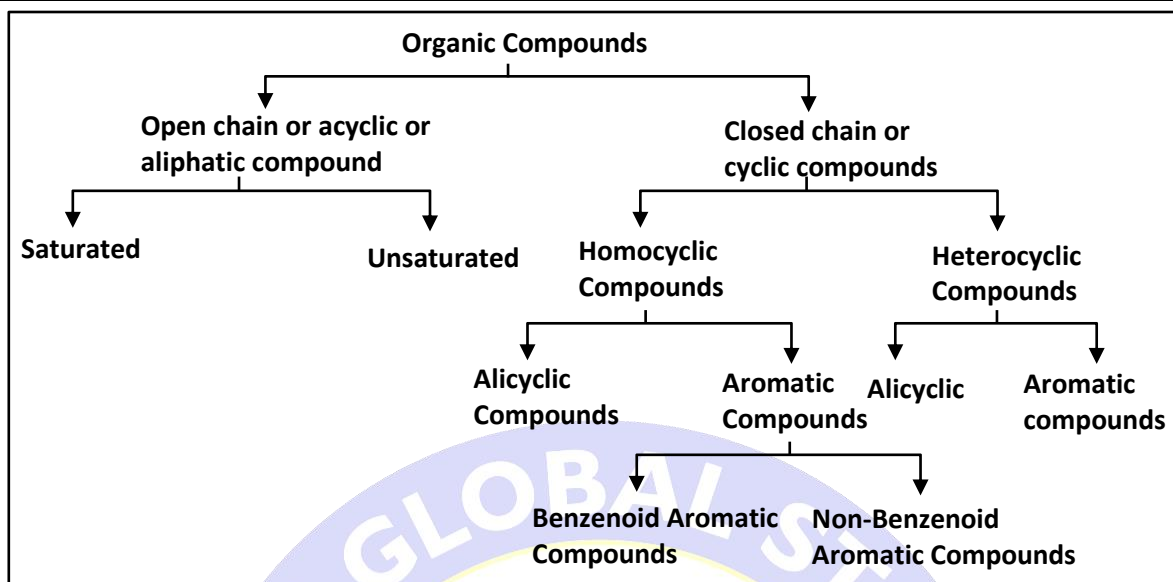 Organic Compounds
Open chain or acyclic or
aliphatic compound
Closed chain or
cyclic compounds
Saturated
Unsaturated
Homocyclic
Compounds
Heterocyclic
Compounds
Alicyclic
Compounds
Aromatic
Compounds
Alicyclic
Aromatic
compounds
Benzenoid Aromatic
Compounds
Non-Benzenoid
Aromatic Compounds
GLOBAL